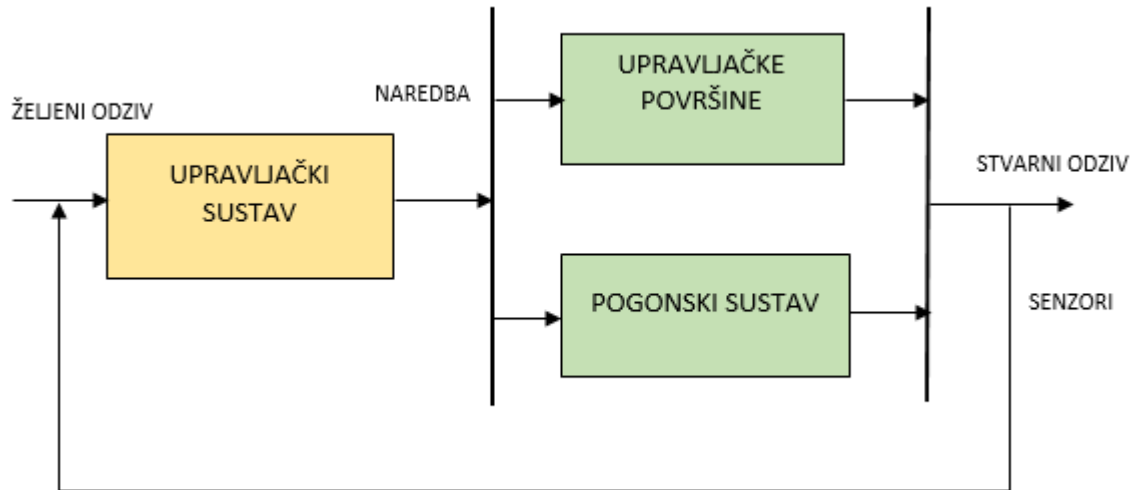 ŽELJENI ODZIV
UPRAVLJAČKI
SUSTAV
NAREDBA
UPRAVLJAČKE
POVRŠINE
POGONSKI SUSTAV
STVARNI ODZIV
SENZORI